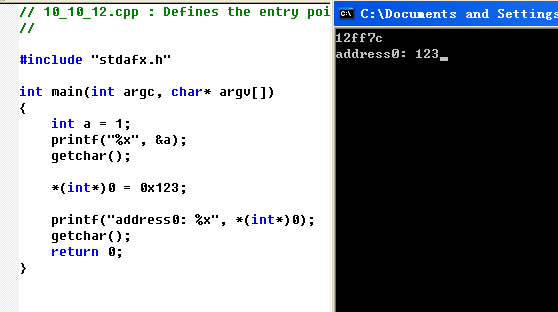 // 10_10_12.cpp : Defines the entry poi
//
#include "stdafx.h"
int main(int argc, char* argv[])
{
int a = 1;
printf("%x", &a);
getchar();
*(int*)0 = 0x123;
printf("address0: %x", *(int*)0);
getchar();
return 0;
}
C:\Documents and Settings
12ff7c
address0: 123_